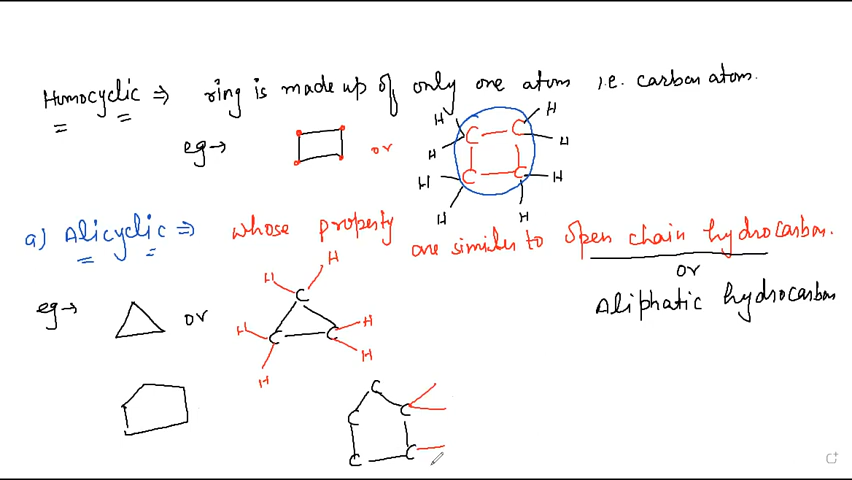 Homocyclic ⇒ ring is made up of only one atom i.e. carbon atom.
eg→ or
H H
C C
H H
H C C H
H H
a) Alicyclic ⇒ whose property are similer to open chain hydrocarbon.
or
Aliphatic hydrocarbon
eg→ or
H H
C
H C C H
H H
C
C C
C C